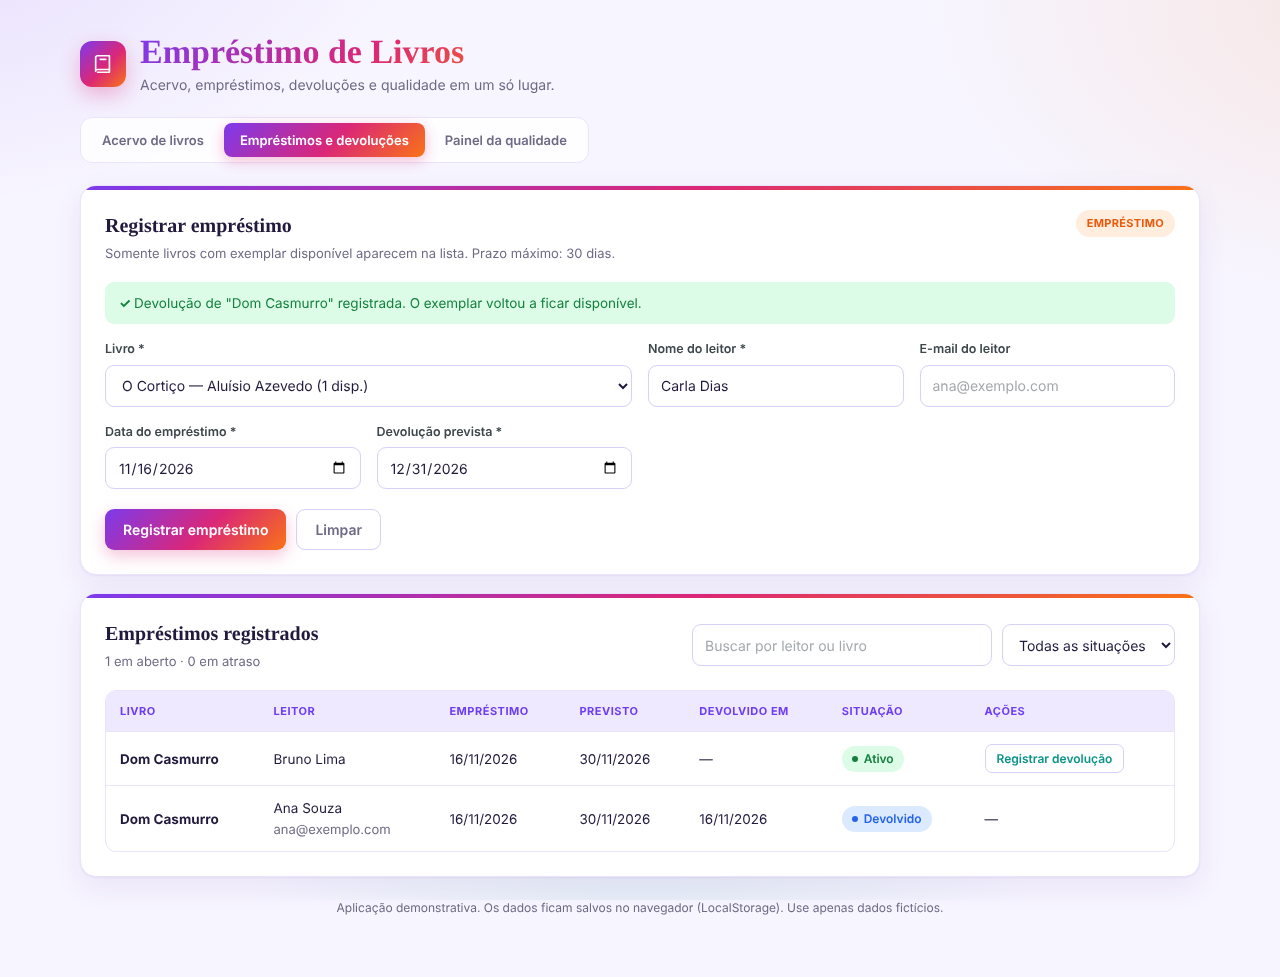 Empréstimo de Livros
Acervo, empréstimos, devoluções e qualidade em um só lugar.
Acervo de livros
Empréstimos e devoluções
Painel da qualidade
Registrar empréstimo
EMPRÉSTIMO
Somente livros com exemplar disponível aparecem na lista. Prazo máximo: 30 dias.
✓ Devolução de "Dom Casmurro" registrada. O exemplar voltou a ficar disponível.
Livro *
Nome do leitor *
E-mail do leitor
O Cortiço — Aluísio Azevedo (1 disp.)
Carla Dias
ana@exemplo.com
Data do empréstimo *
Devolução prevista *
11/16/2026
12/31/2026
Registrar empréstimo
Limpar
Empréstimos registrados
1 em aberto · 0 em atraso
Buscar por leitor ou livro
Todas as situações
LIVRO LEITOR EMPRÉSTIMO PREVISTO DEVOLVIDO EM SITUAÇÃO AÇÕES
Dom Casmurro Bruno Lima 16/11/2026 30/11/2026 — Ativo Registrar devolução
Dom Casmurro Ana Souza 16/11/2026 30/11/2026 16/11/2026 Devolvido —
ana@exemplo.com
Aplicação demonstrativa. Os dados ficam salvos no navegador (LocalStorage). Use apenas dados fictícios.